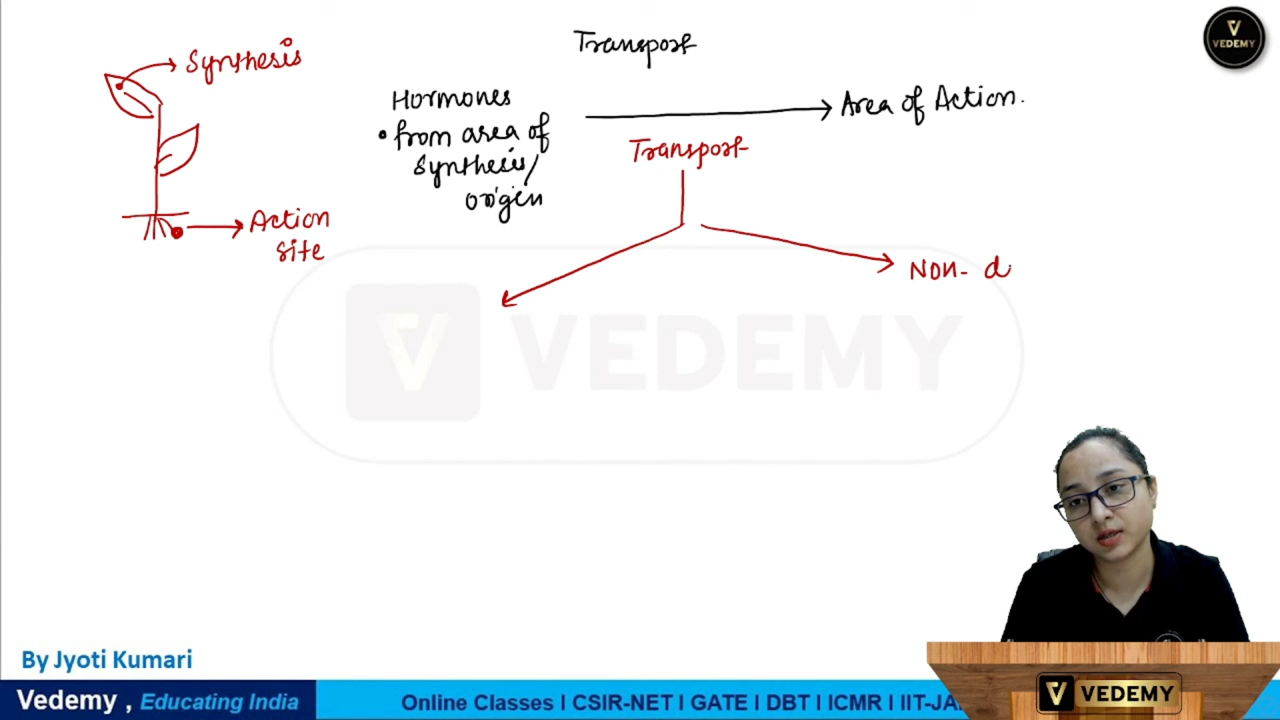 Transport
VEDEMY
Synthesis
Hormones
• from area of
synthesis/
origin
Area of Action.
Transport
Action
site
Non- d
VEDEMY
By Jyoti Kumari
Vedemy , Educating India
Online Classes I CSIR-NET I GATE I DBT I ICMR I IIT-JA
VEDEMY